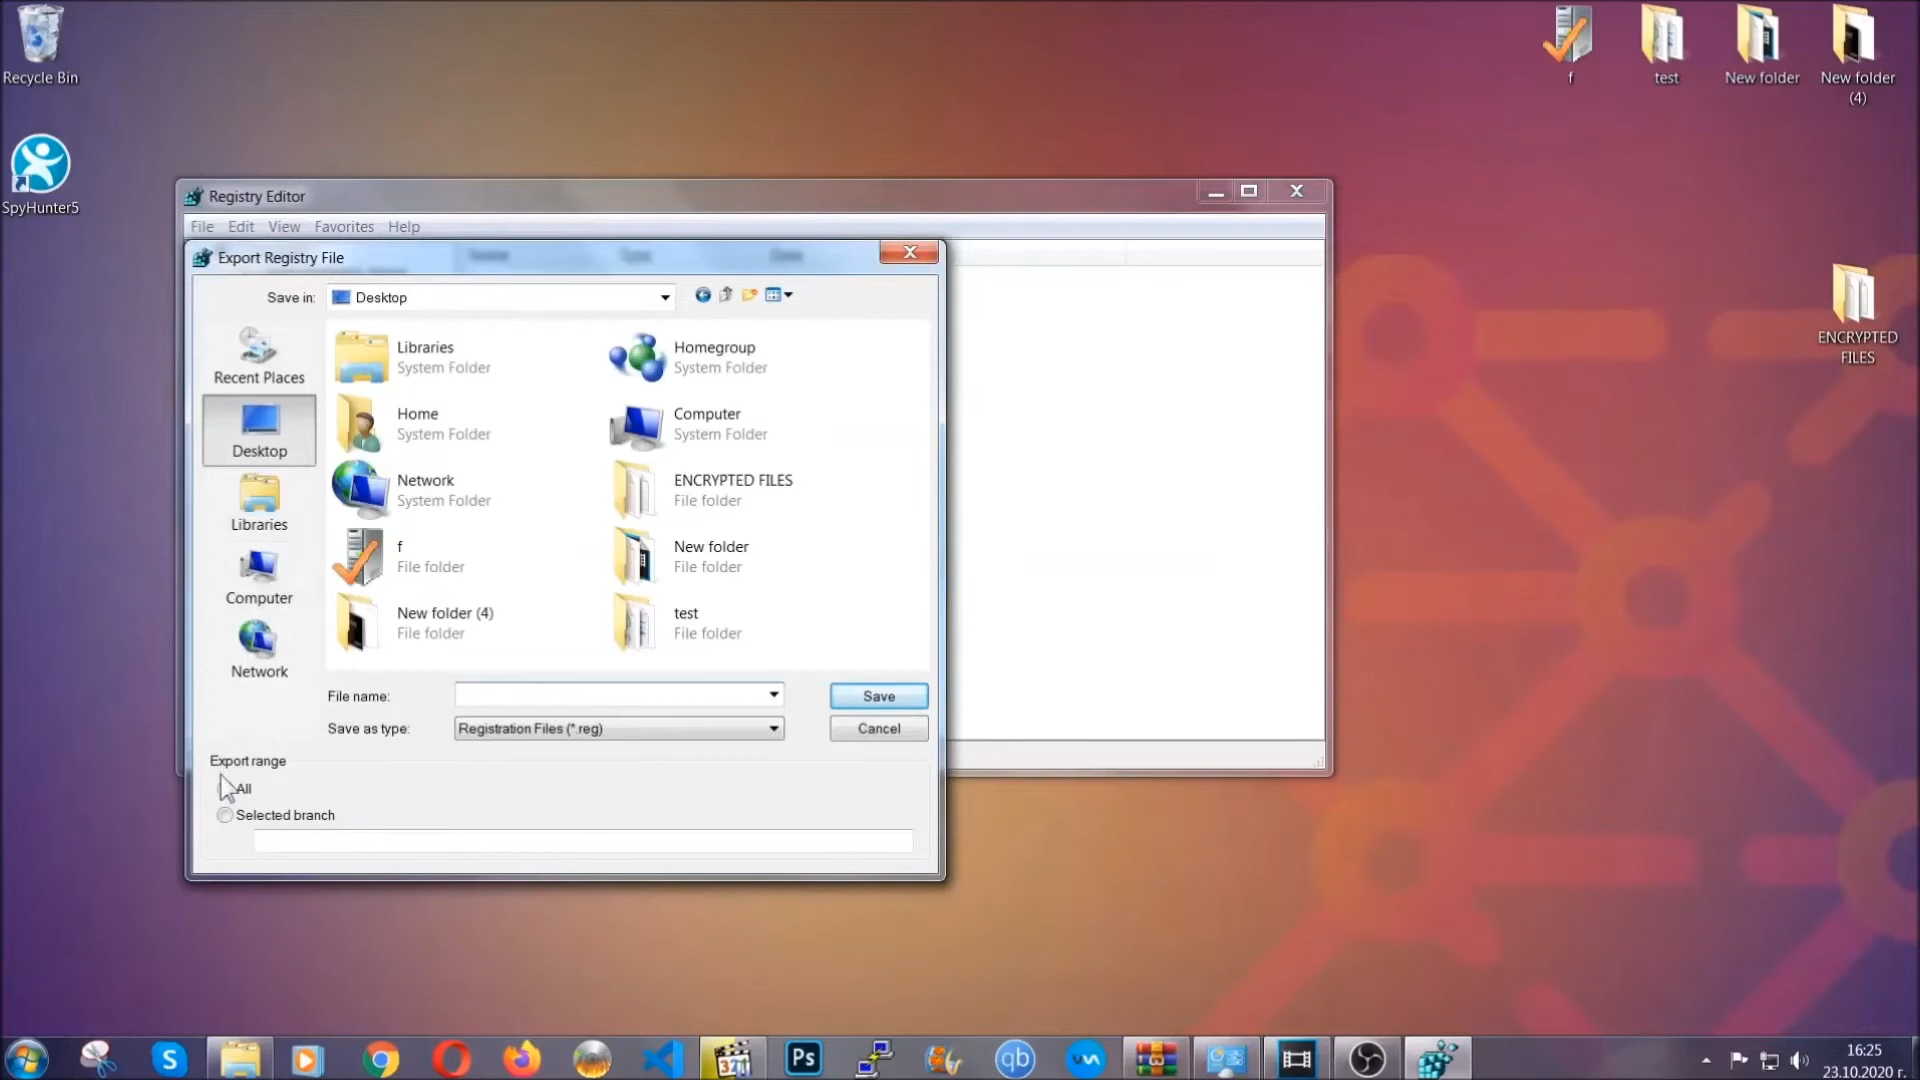 Recycle Bin
SpyHunter5
f
test
New folder
New folder
(4)
ENCRYPTED
FILES
Registry Editor
File Edit View Favorites Help
Export Registry File
Save in:
Desktop
Recent Places
Desktop
Libraries
Computer
Network
Libraries
System Folder
Homegroup
System Folder
Home
System Folder
Computer
System Folder
Network
System Folder
ENCRYPTED FILES
File folder
f
File folder
New folder
File folder
New folder (4)
File folder
test
File folder
File name:
Save
Save as type:
Registration Files (*.reg)
Cancel
Export range
All
Selected branch
S
321
Ps
qb
16:25
23.10.2020 г.